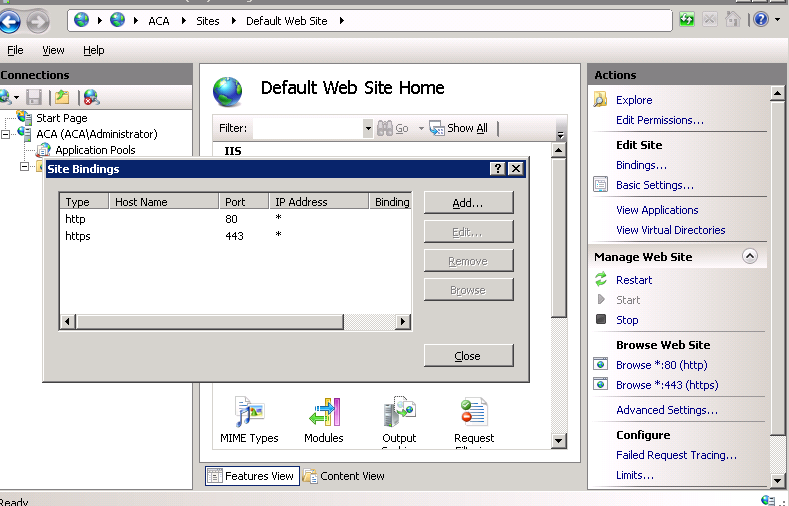 ACA Sites Default Web Site
File View Help
Connections
Start Page
ACA (ACA\Administrator)
Application Pools
Default Web Site Home
Filter: Go Show All
IIS
Site Bindings
Type Host Name Port IP Address Binding
http 80 *
https 443 *
Add...
Edit...
Remove
Browse
Close
MIME Types Modules Output Request
Features View Content View
Actions
Explore
Edit Permissions...
Edit Site
Bindings...
Basic Settings...
View Applications
View Virtual Directories
Manage Web Site
Restart
Start
Stop
Browse Web Site
Browse *:80 (http)
Browse *:443 (https)
Advanced Settings...
Configure
Failed Request Tracing...
Limits...
Ready